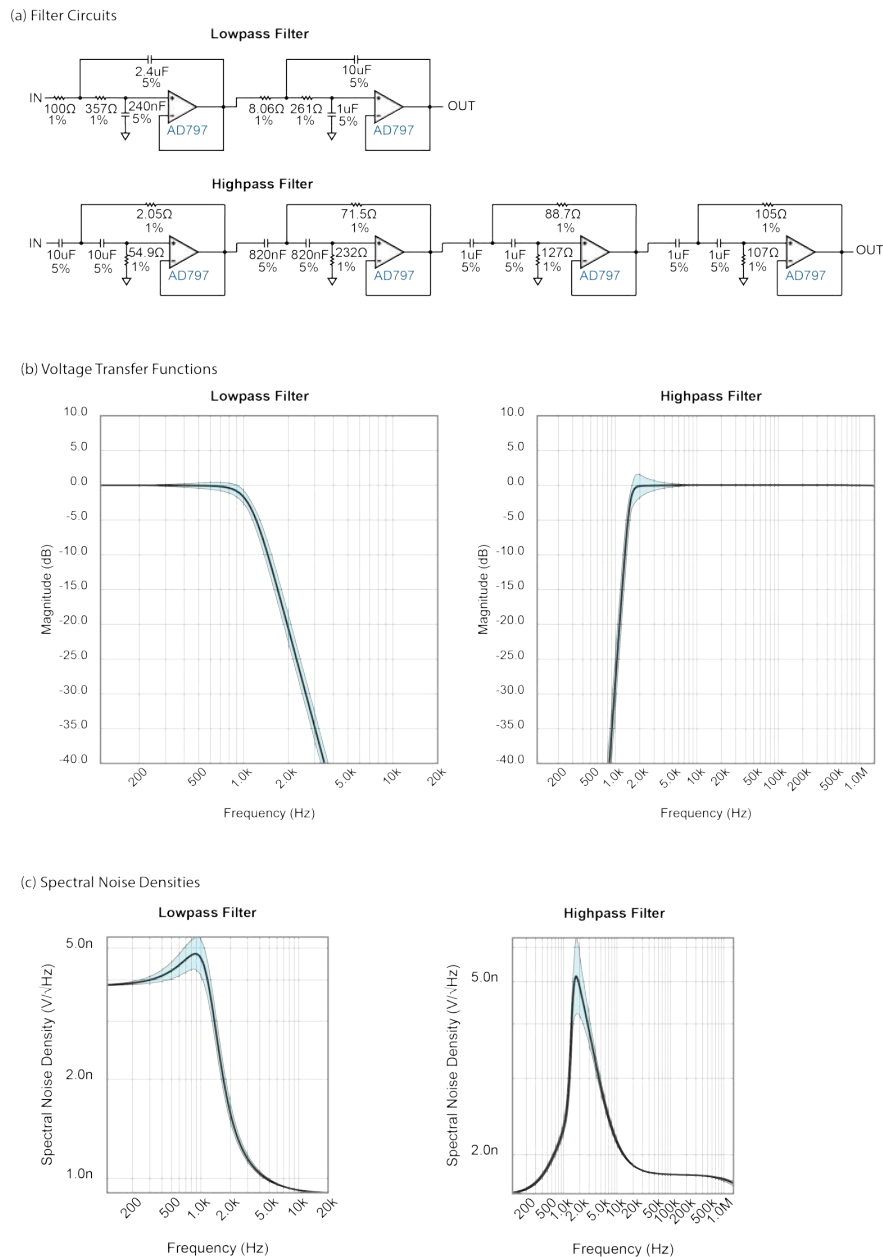 (a) Filter Circuits
Lowpass Filter
2.4uF
5%
10uF
5%
IN
100Ω
1%
357Ω
1%
240nF
5%
AD797
8.06Ω
1%
261Ω
1%
1uF
5%
AD797
OUT
Highpass Filter
2.05Ω
1%
71.5Ω
1%
88.7Ω
1%
105Ω
1%
IN
10uF
5%
10uF
5%
54.9Ω
1%
AD797
820nF
5%
820nF
5%
232Ω
1%
AD797
1uF
5%
1uF
5%
127Ω
1%
AD797
1uF
5%
1uF
5%
107Ω
1%
AD797
OUT
(b) Voltage Transfer Functions
Lowpass Filter
Magnitude (dB)
10.0
5.0
0.0
-5.0
-10.0
-15.0
-20.0
-25.0
-30.0
-35.0
-40.0
200 500 1.0k 2.0k 5.0k 10k 20k
Frequency (Hz)
Highpass Filter
Magnitude (dB)
10.0
5.0
0.0
-5.0
-10.0
-15.0
-20.0
-25.0
-30.0
-35.0
-40.0
200 500 1.0k 2.0k 5.0k 10k 20k 50k 100k 200k 500k 1.0M
Frequency (Hz)
(c) Spectral Noise Densities
Lowpass Filter
Spectral Noise Density (V/√Hz)
5.0n
2.0n
1.0n
200 500 1.0k 2.0k 5.0k 10k 20k
Frequency (Hz)
Highpass Filter
Spectral Noise Density (V/√Hz)
5.0n
2.0n
200 500 1.0k 2.0k 5.0k 10k 20k 50k 100k 200k 500k 1.0M
Frequency (Hz)